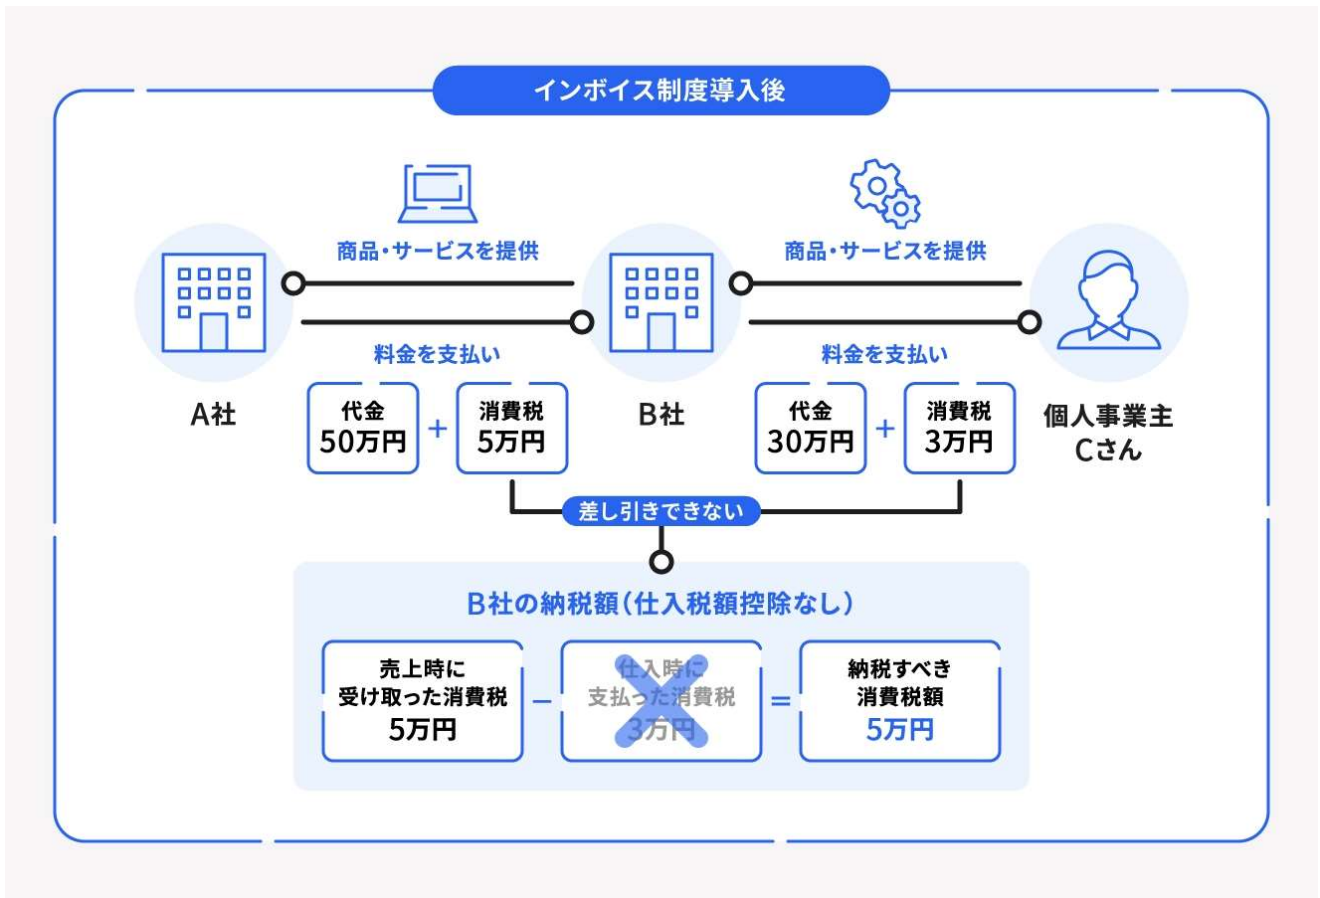 インボイス制度導入後
商品・サービスを提供
商品・サービスを提供
料金を支払い
料金を支払い
A社
代金
50万円
+
消費税
5万円
B社
代金
30万円
+
消費税
3万円
個人事業主
Cさん
差し引きできない
B社の納税額（仕入税額控除なし）
売上時に
受け取った消費税
5万円
−
仕入時に
支払った消費税
3万円
=
納税すべき
消費税額
5万円